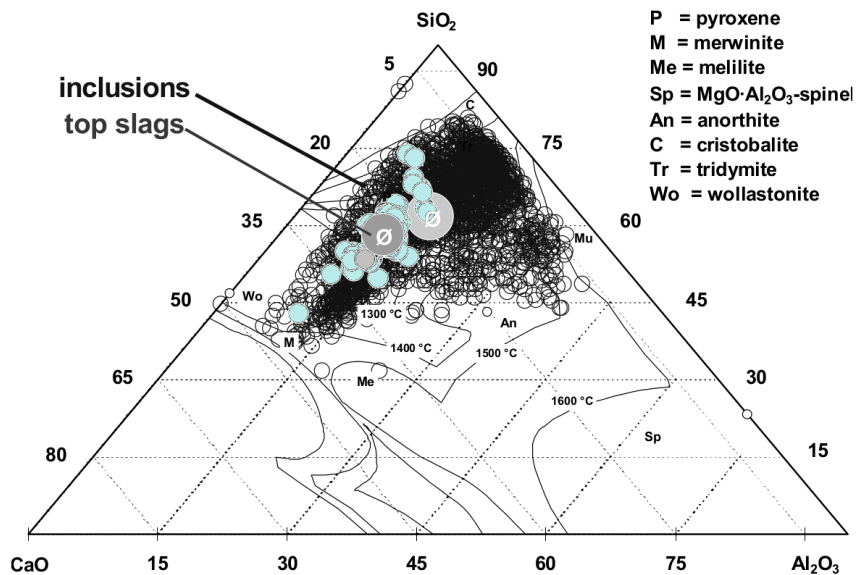 SiO₂
P = pyroxene
M = merwinite
Me = melilite
Sp = MgO·Al₂O₃-spinel
An = anorthite
C = cristobalite
Tr = tridymite
Wo = wollastonite
5
90
inclusions
top slags
C
20
Tr
75
35
Ø
Ø
60
Mu
50
Wo
45
1300 °C
An
M
1400 °C
1500 °C
65
Me
30
1600 °C
Sp
80
15
CaO
15
30
45
60
75
Al₂O₃